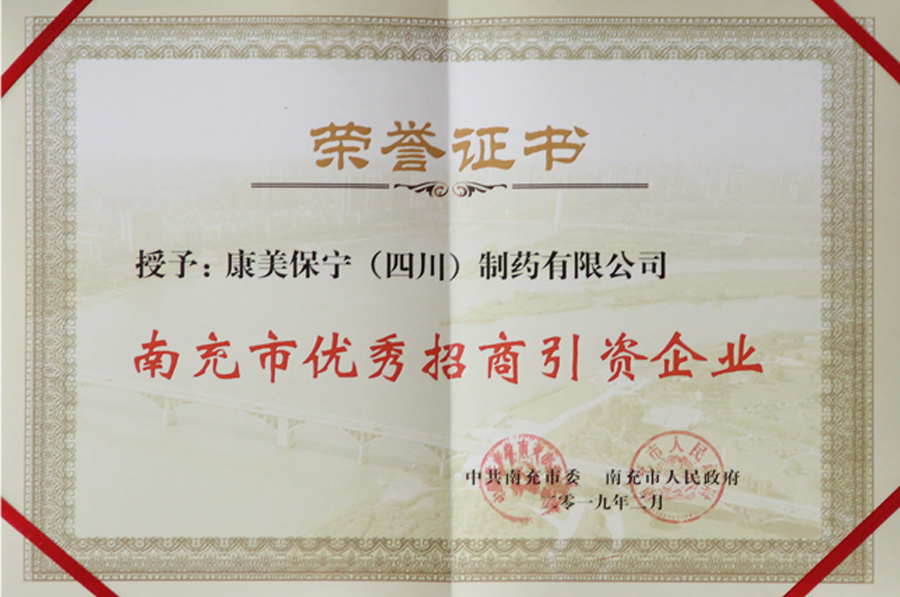 荣誉证书
授予：康美保宁（四川）制药有限公司
南充市优秀招商引资企业
中共南充市委 南充市人民政府
二零一九年二月